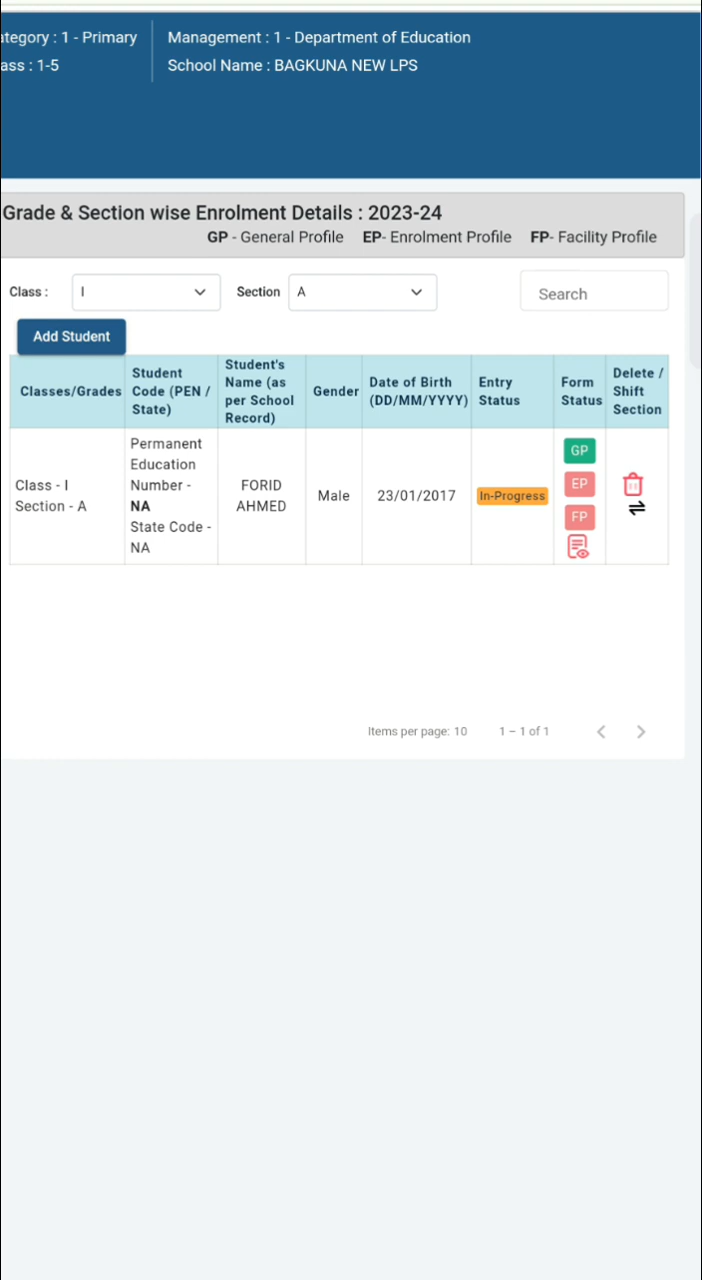 ategory : 1 - Primary
Management : 1 - Department of Education
ass : 1-5
School Name : BAGKUNA NEW LPS
Grade & Section wise Enrolment Details : 2023-24
GP - General Profile EP- Enrolment Profile FP- Facility Profile
Class : I Section A Search
Add Student
Classes/Grades
Student
Code (PEN /
State)
Student's
Name (as
per School
Record)
Gender
Date of Birth
(DD/MM/YYYY)
Entry
Status
Form
Status
Delete /
Shift
Section
Class - I
Section - A
Permanent
Education
Number -
NA
State Code -
NA
FORID
AHMED
Male
23/01/2017
In-Progress
GP
EP
FP
Items per page: 10 1 – 1 of 1